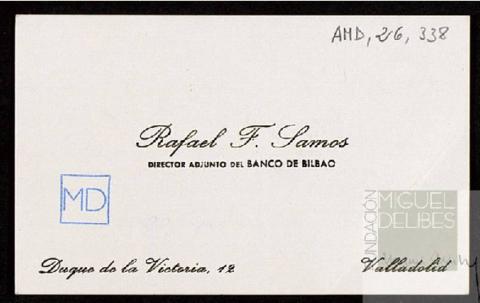 AMD, 26, 338
Rafael F. Samos
DIRECTOR ADJUNTO DEL BANCO DE BILBAO
MD
FUNDACIÓN
MIGUEL
DELIBES
Duque de la Victoria, 12
Valladolid